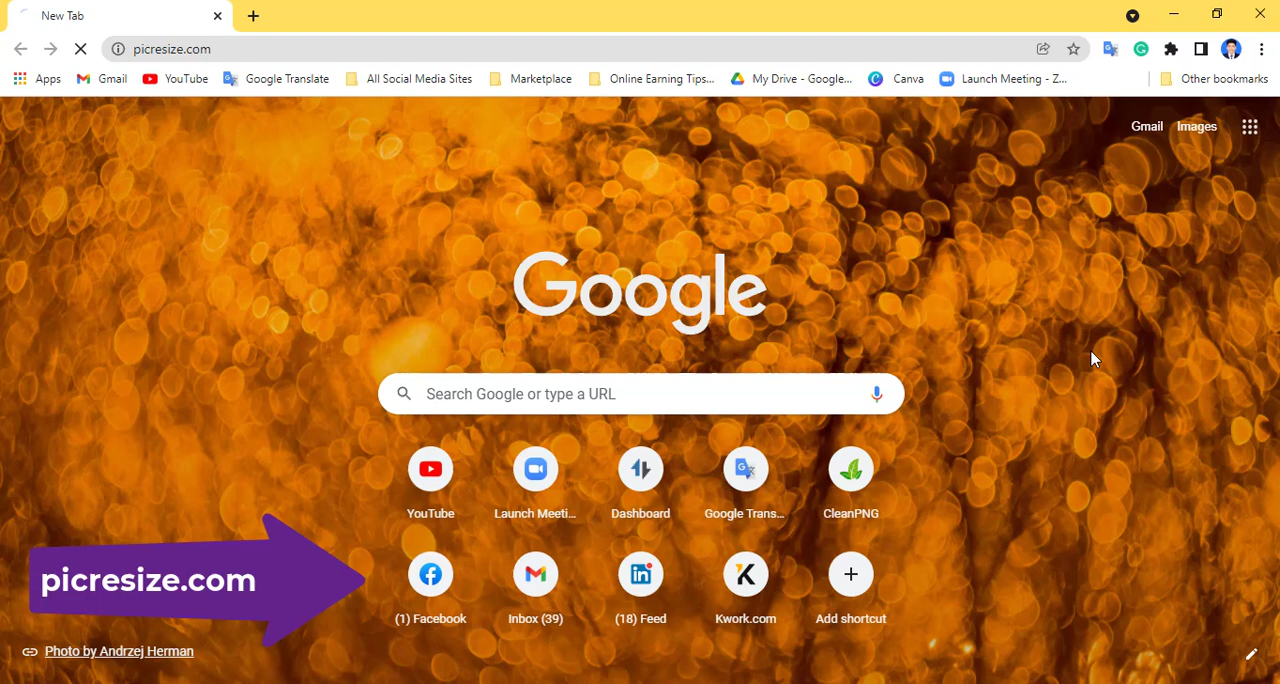 New Tab
picresize.com
Apps Gmail YouTube Google Translate All Social Media Sites Marketplace Online Earning Tips... My Drive - Google... Canva Launch Meeting - Z... Other bookmarks
Gmail Images
Google
Search Google or type a URL
YouTube Launch Meeti... Dashboard Google Trans... CleanPNG
(1) Facebook Inbox (39) (18) Feed Kwork.com Add shortcut
picresize.com
Photo by Andrzej Herman